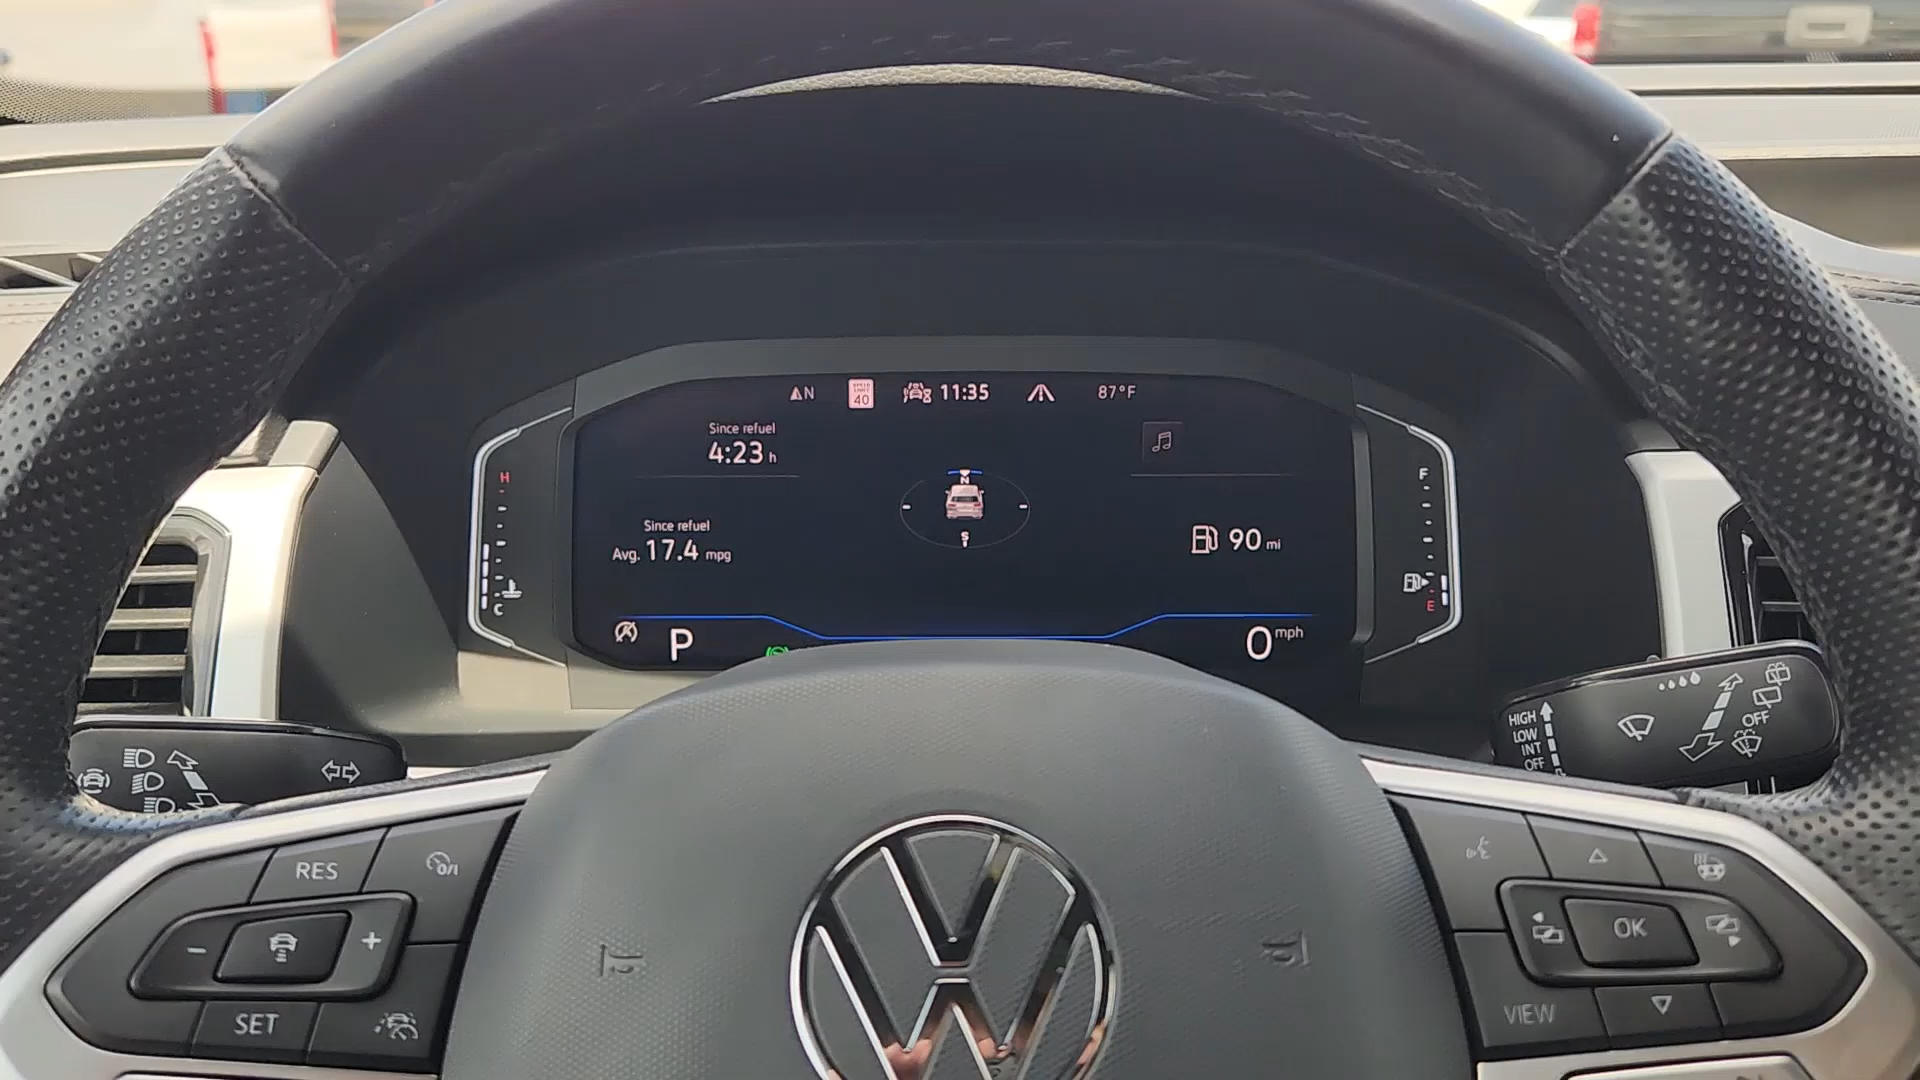 N
SPEED
LIMIT
40
11:35
87°F
Since refuel
4:23 h
H
F
N
Since refuel
Avg. 17.4 mpg
S
90 mi
C
E
P
0 mph
HIGH
LOW
INT
OFF
OFF
RES
0/I
-
+
SET
OK
VIEW